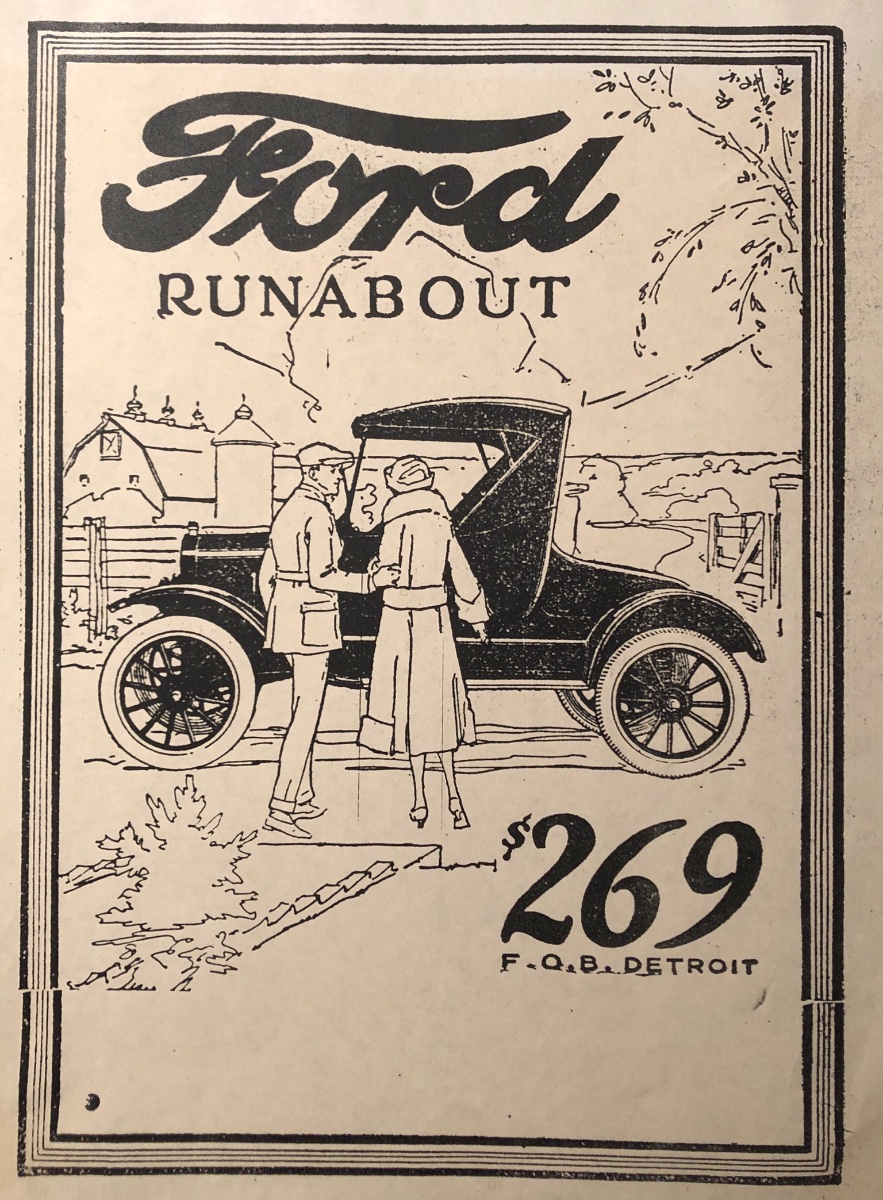 Ford
RUNABOUT
$269
F.O.B. DETROIT